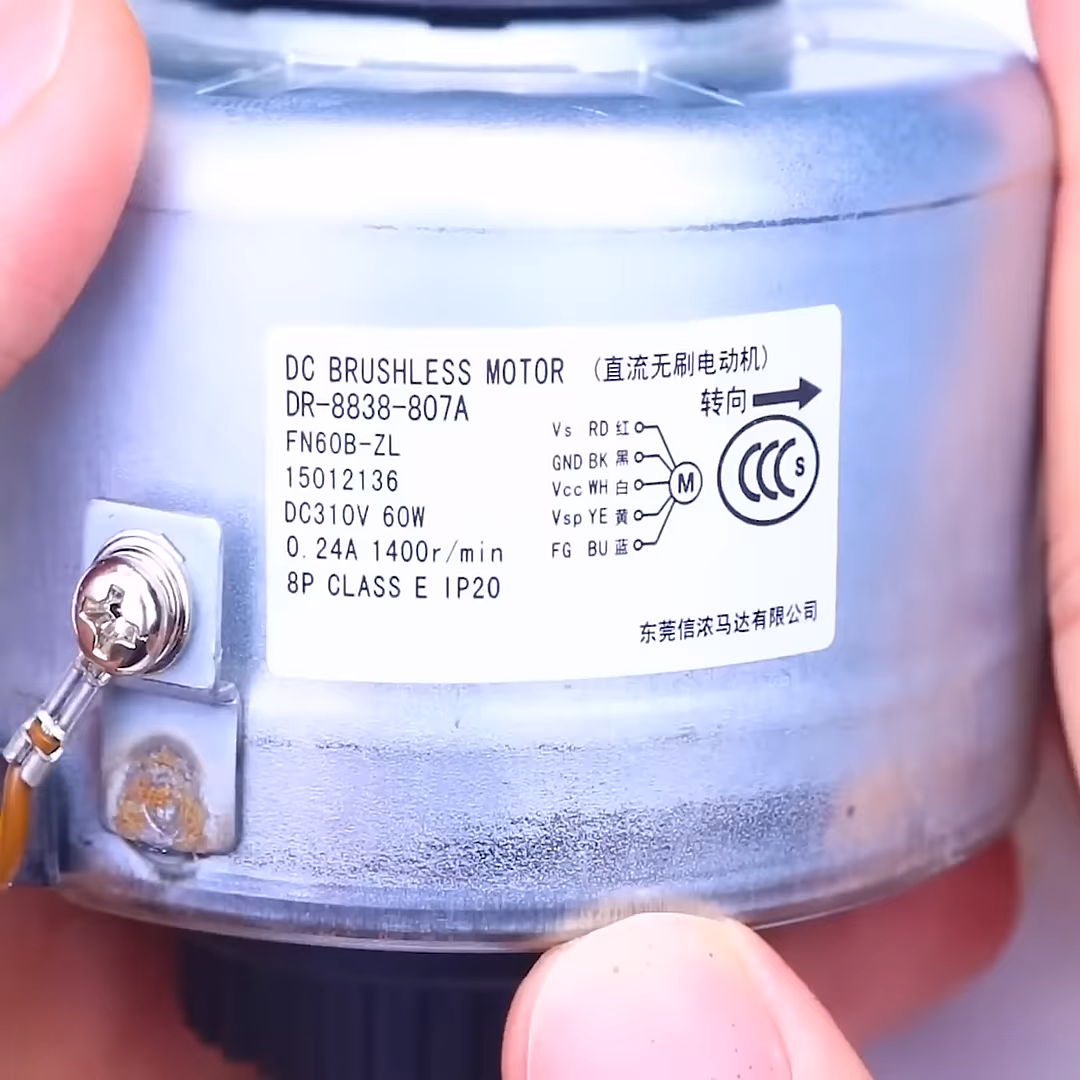 DC BRUSHLESS MOTOR (直流无刷电动机)
DR-8838-807A
转向
FN60B-ZL
15012136
DC310V 60W
0.24A 1400r/min
8P CLASS E IP20
Vs RD 红
GND BK 黑
Vcc WH 白
Vsp YE 黄
FG BU 蓝
M
CCC S
东莞信浓马达有限公司